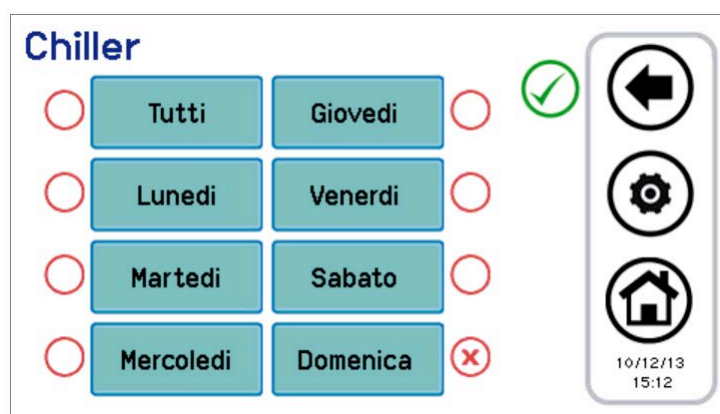 Chiller
Tutti
Giovedi
Lunedi
Venerdi
Martedi
Sabato
Mercoledi
Domenica
10/12/13
15:12